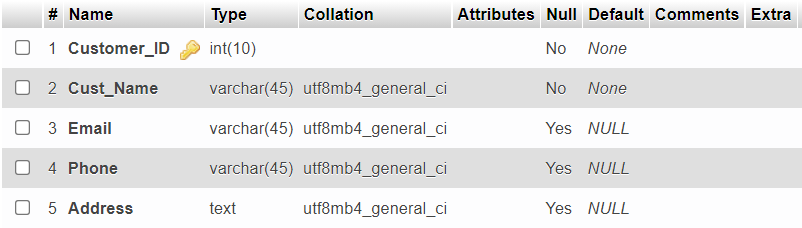 # Name Type Collation Attributes Null Default Comments Extra
1 Customer_ID int(10) No None
2 Cust_Name varchar(45) utf8mb4_general_ci No None
3 Email varchar(45) utf8mb4_general_ci Yes NULL
4 Phone varchar(45) utf8mb4_general_ci Yes NULL
5 Address text utf8mb4_general_ci Yes NULL